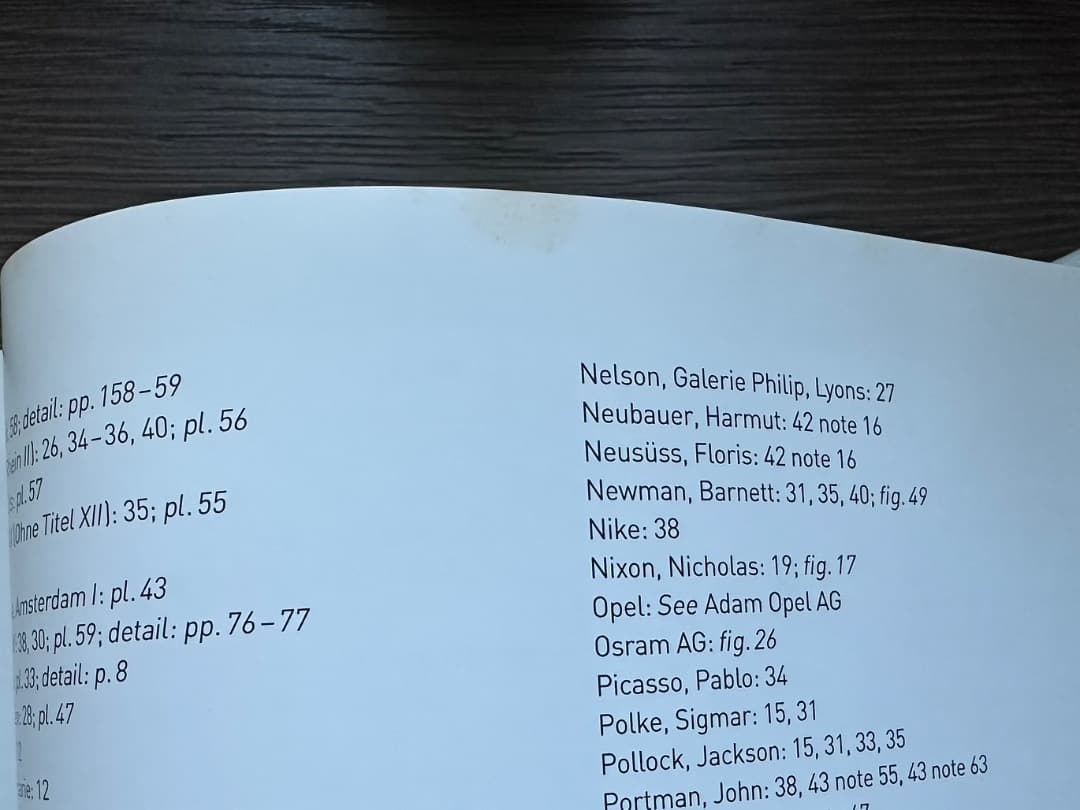 58; detail: pp. 158–59
Rhein II): 26, 34–36, 40; pl. 56
pl. 57
(Ohne Titel XII): 35; pl. 55
Amsterdam I: pl. 43
38, 30; pl. 59; detail: pp. 76–77
pl. 33; detail: p. 8
28; pl. 47
12
Nelson, Galerie Philip, Lyons: 27
Neubauer, Harmut: 42 note 16
Neusüss, Floris: 42 note 16
Newman, Barnett: 31, 35, 40; fig. 49
Nike: 38
Nixon, Nicholas: 19; fig. 17
Opel: See Adam Opel AG
Osram AG: fig. 26
Picasso, Pablo: 34
Polke, Sigmar: 15, 31
Pollock, Jackson: 15, 31, 33, 35
Portman, John: 38, 43 note 55, 43 note 63